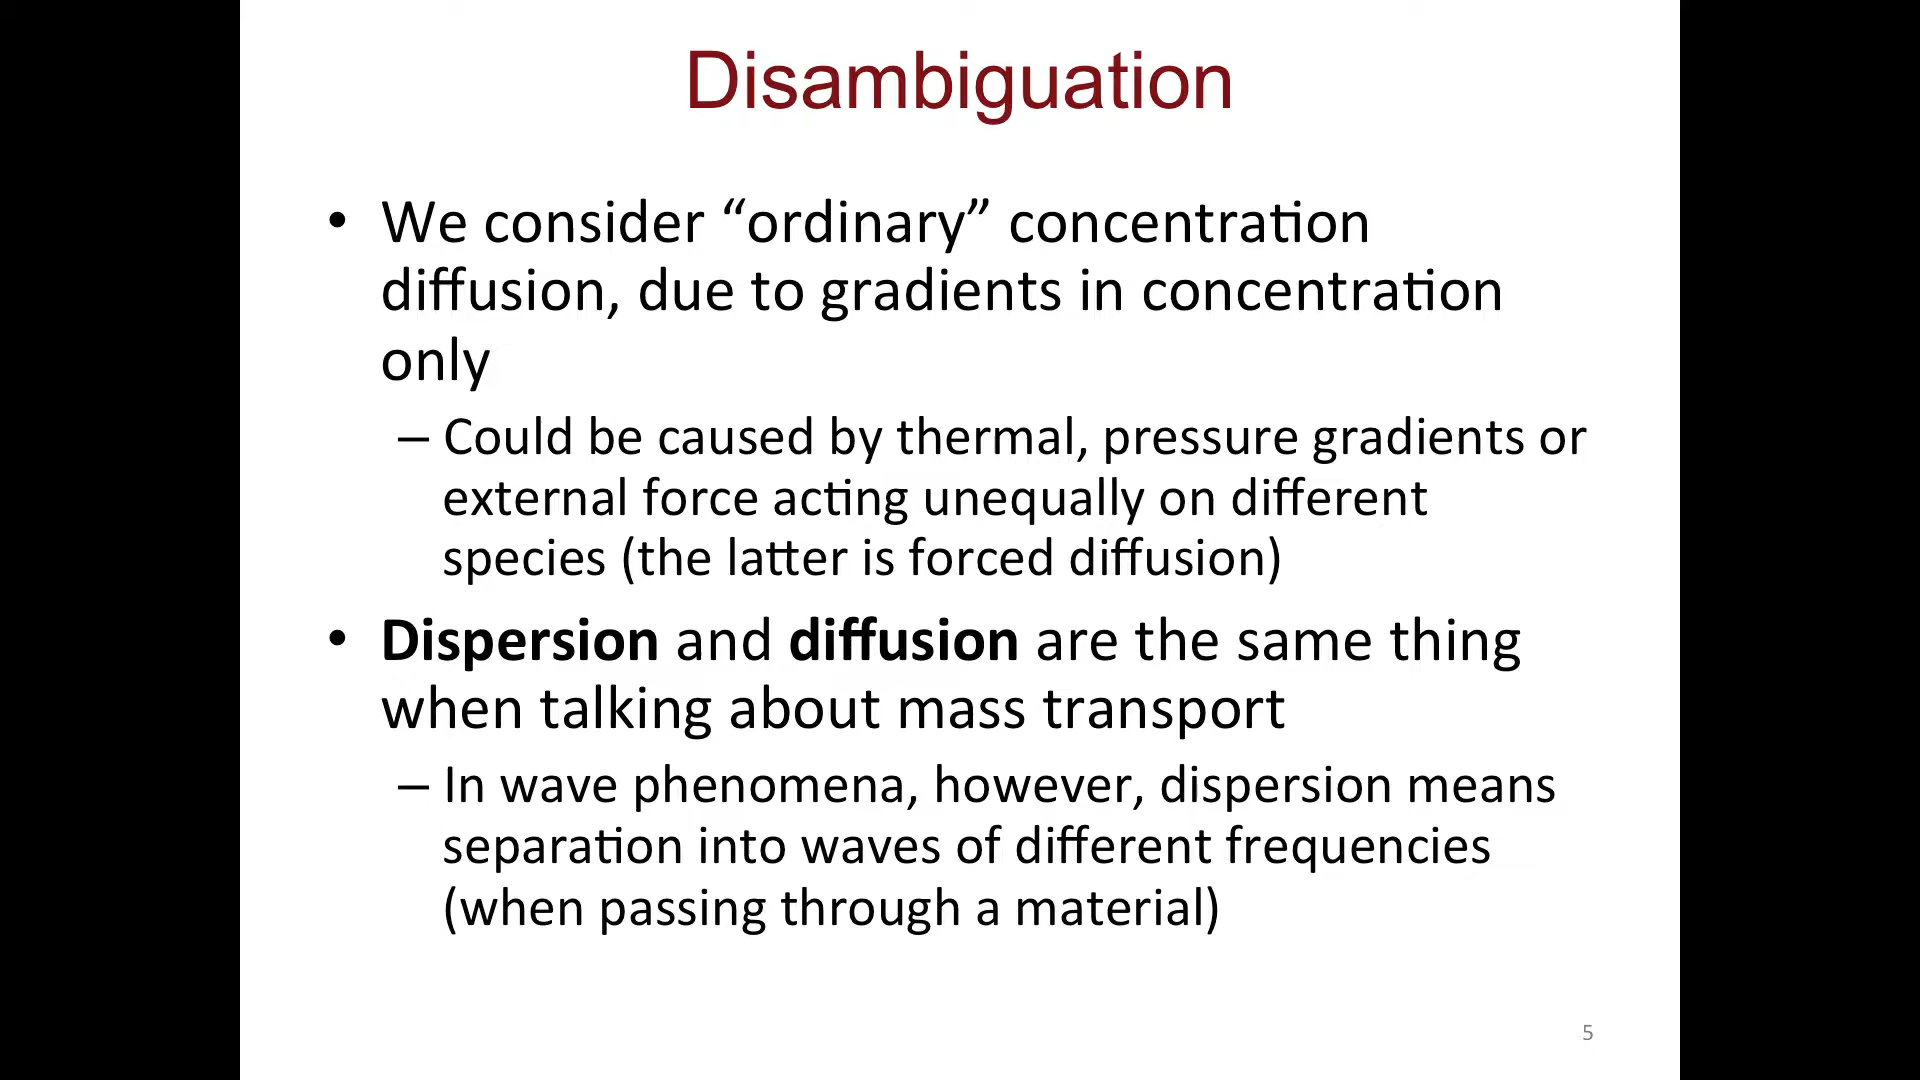 Disambiguation
• We consider “ordinary” concentration
diffusion, due to gradients in concentration
only
– Could be caused by thermal, pressure gradients or
external force acting unequally on different
species (the latter is forced diffusion)
• Dispersion and diffusion are the same thing
when talking about mass transport
– In wave phenomena, however, dispersion means
separation into waves of different frequencies
(when passing through a material)
5